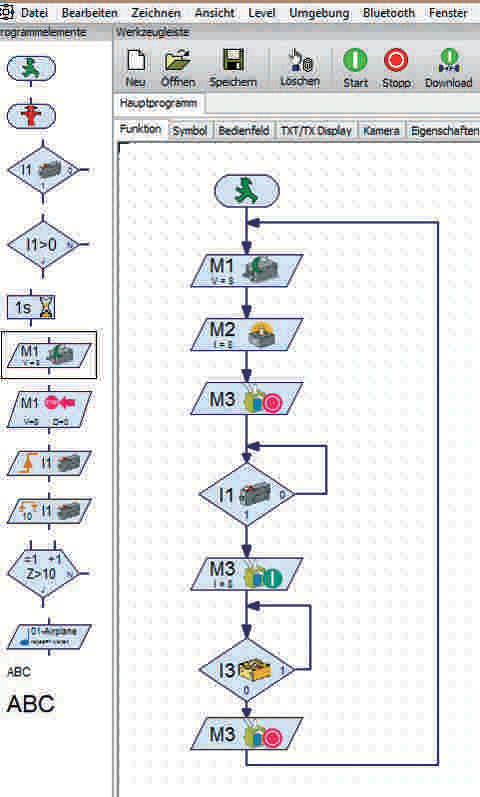 Datei Bearbeiten Zeichnen Ansicht Level Umgebung Bluetooth Fenster
rogrammelemente
Werkzeugleiste
Neu Öffnen Speichern Löschen Start Stopp Download
Hauptprogramm
Funktion Symbol Bedienfeld TXT/TX Display Kamera Eigenschaften
I1
0
1
I1>0
N
J
1s
M1
V=8
M1
STOP
V=8 D=0
I1
10 I1
=1 +1
Z>10
N
J
01-Airplane
ABC
ABC
M1
V = 8
M2
I = 8
M3
I1
0
1
M3
I = 8
I3
1
0
M3